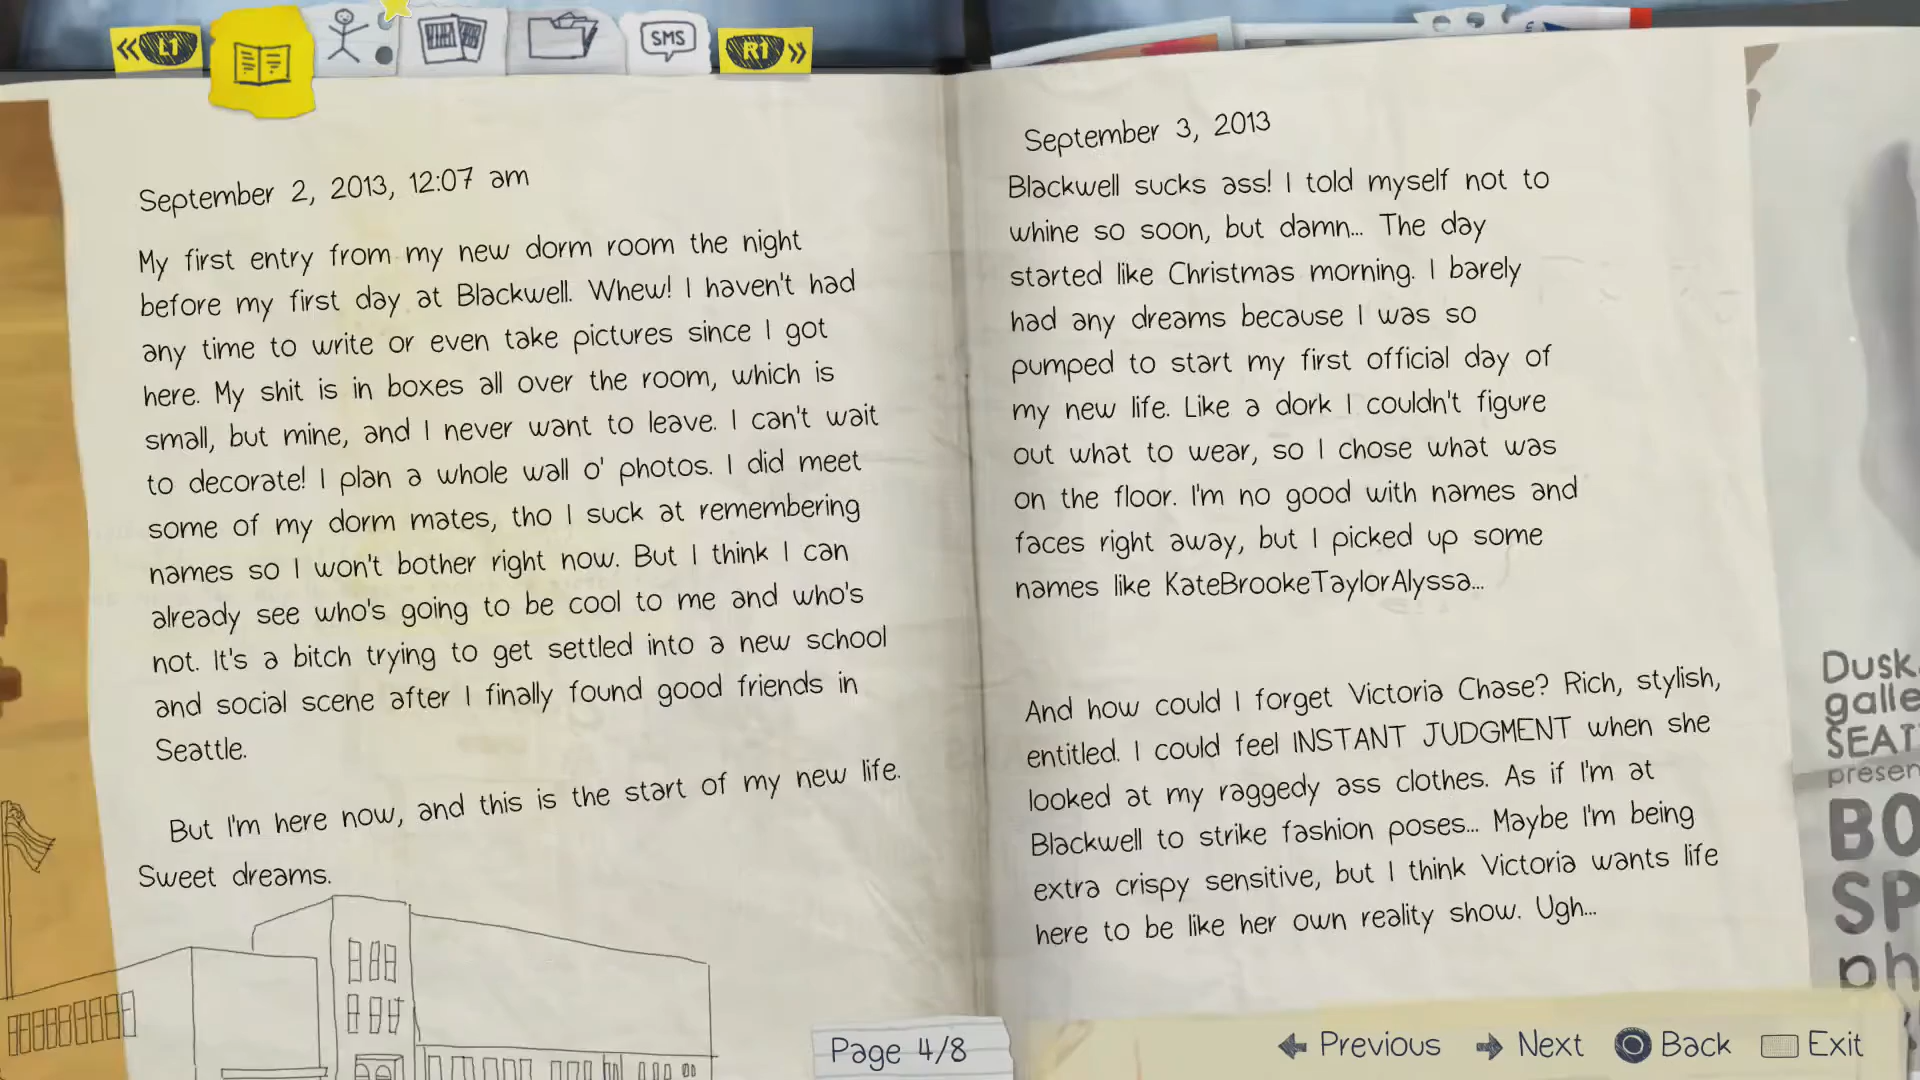 L1
SMS
R1
September 2, 2013, 12:07 am
My first entry from my new dorm room the night
before my first day at Blackwell. Whew! I haven't had
any time to write or even take pictures since I got
here. My shit is in boxes all over the room, which is
small, but mine, and I never want to leave. I can't wait
to decorate! I plan a whole wall o' photos. I did meet
some of my dorm mates, tho I suck at remembering
names so I won't bother right now. But I think I can
already see who's going to be cool to me and who's
not. It's a bitch trying to get settled into a new school
and social scene after I finally found good friends in
Seattle.
But I'm here now, and this is the start of my new life.
Sweet dreams.
September 3, 2013
Blackwell sucks ass! I told myself not to
whine so soon, but damn... The day
started like Christmas morning. I barely
had any dreams because I was so
pumped to start my first official day of
my new life. Like a dork I couldn't figure
out what to wear, so I chose what was
on the floor. I'm no good with names and
faces right away, but I picked up some
names like KateBrookeTaylorAlyssa...
And how could I forget Victoria Chase? Rich, stylish,
entitled. I could feel INSTANT JUDGMENT when she
looked at my raggedy ass clothes. As if I'm at
Blackwell to strike fashion poses... Maybe I'm being
extra crispy sensitive, but I think Victoria wants life
here to be like her own reality show. Ugh...
Dusk
galle
SEAT
presen
BO
SP
ph
Page 4/8
Previous
Next
Back
Exit